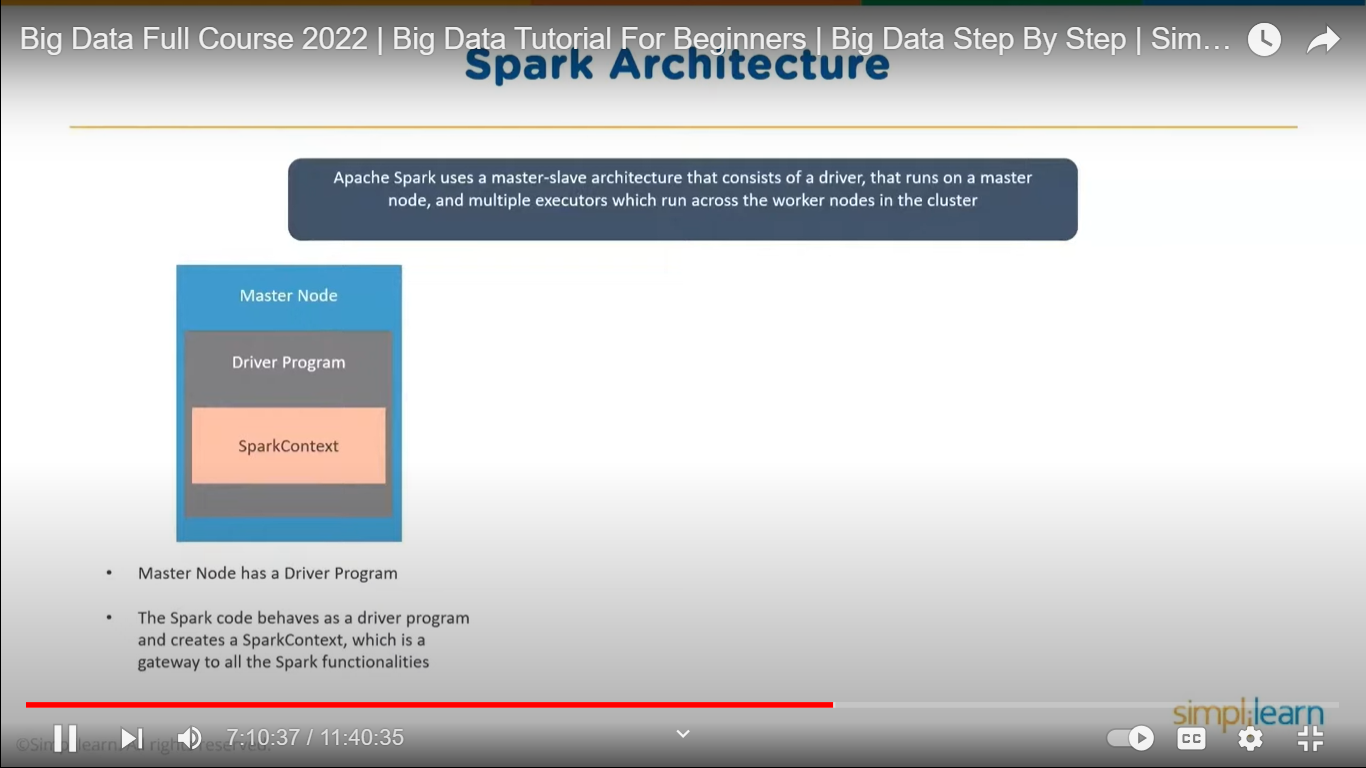 Big Data Full Course 2022 | Big Data Tutorial For Beginners | Big Data Step By Step | Sim...
Spark Architecture
Apache Spark uses a master-slave architecture that consists of a driver, that runs on a master
node, and multiple executors which run across the worker nodes in the cluster
Master Node
Driver Program
SparkContext
• Master Node has a Driver Program
• The Spark code behaves as a driver program
and creates a SparkContext, which is a
gateway to all the Spark functionalities
simplilearn
7:10:37 / 11:40:35
CC
©Simplilearn. All rights reserved.